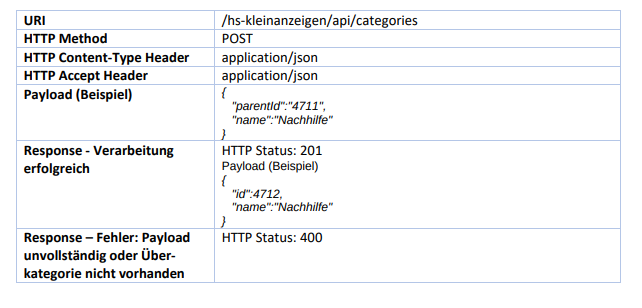 URI /hs-kleinanzeigen/api/categories
HTTP Method POST
HTTP Content-Type Header application/json
HTTP Accept Header application/json
Payload (Beispiel) {
"parentId":"4711",
"name":"Nachhilfe"
}
Response - Verarbeitung erfolgreich HTTP Status: 201
Payload (Beispiel)
{
"id":4712,
"name":"Nachhilfe"
}
Response – Fehler: Payload HTTP Status: 400
unvollständig oder Über-
kategorie nicht vorhanden